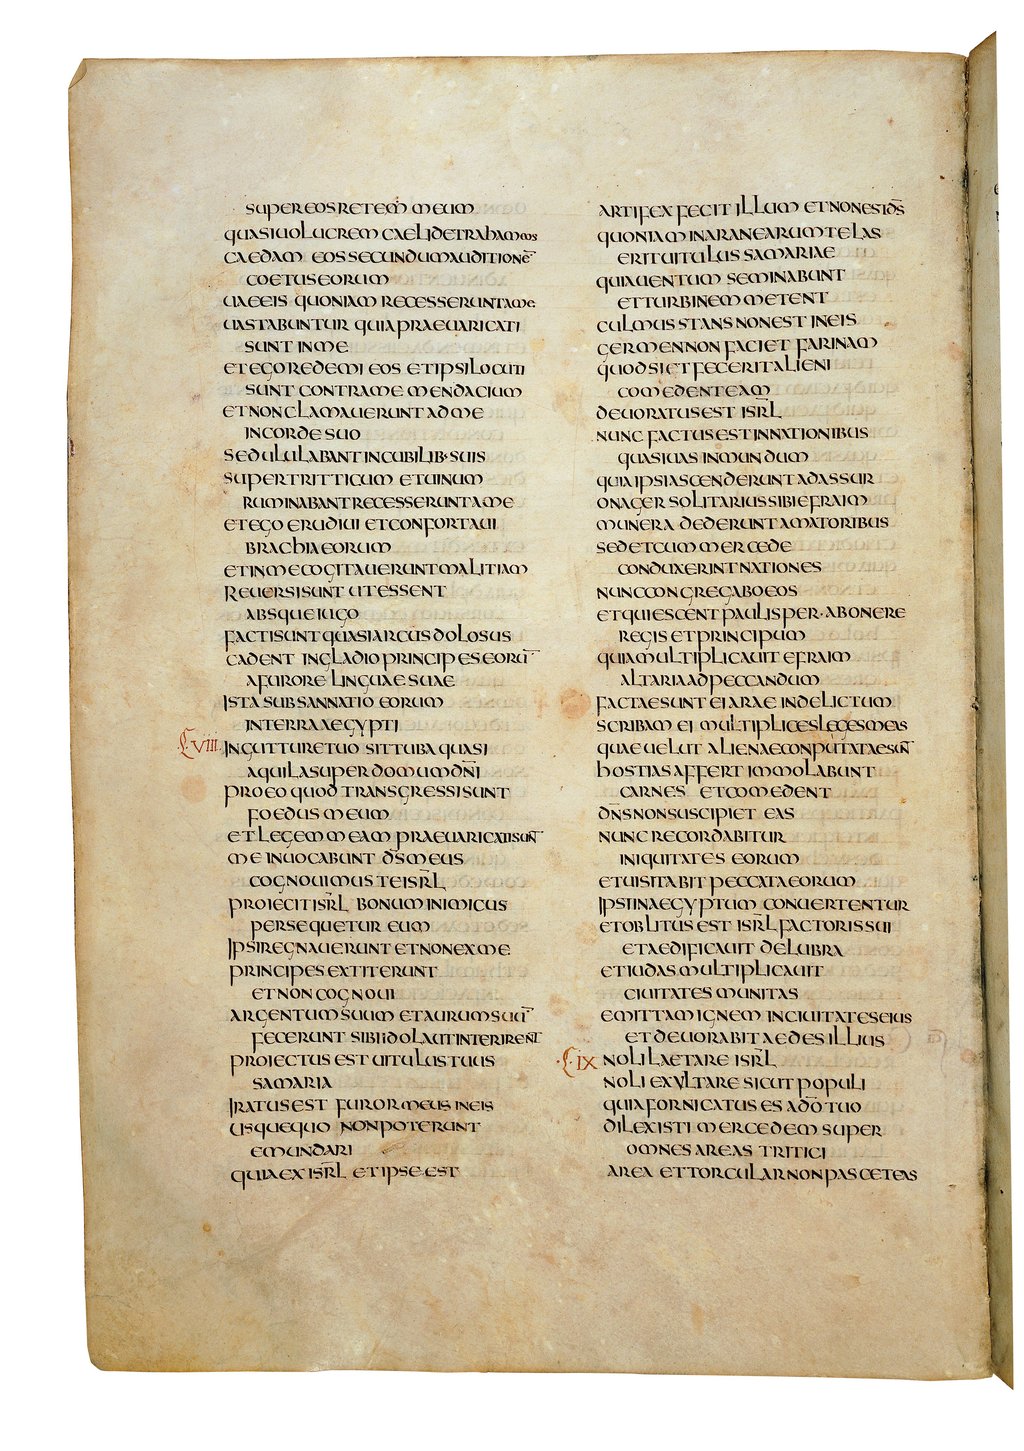 SUPER EOS RETEM̄ MEUM
QUASI UOLUCREM CAELI DETRAHAM EOS
CAEDAM EOS SECUNDUM AUDITIONĒ
COETUS EORUM
UAE EIS QUONIAM RECESSERUNT A ME
UASTABUNTUR QUIA PRAEUARICATI
SUNT IN ME
ET EGO REDEMI EOS ET IPSI LOCUTI
SUNT CONTRA ME MENDACIUM
ET NON CLAMAUERUNT AD ME
IN CORDE SUO
SED ULULABANT IN CUBILIB· SUIS
SUPER TRITICUM ET UINUM
RUMINABANT RECESSERUNT A ME
ET EGO ERUDIUI ET CONFORTAUI
BRACHIA EORUM
ET IN ME COGITAUERUNT MALITIAM
REUERSI SUNT UT ESSENT
ABSQUE IUGO
FACTI SUNT QUASI ARCUS DOLOSUS
CADENT IN GLADIO PRINCIPES EORŪ
A FURORE LINGUAE SUAE
ISTA SUBSANNATIO EORUM
IN TERRA AEGYPTI
VIII. IN GUTTURE TUO SIT TUBA QUASI
AQUILA SUPER DOMUM DN̄I
PRO EO QUOD TRANSGRESSI SUNT
FOEDUS MEUM
ET LEGEM MEAM PRAEUARICATI SUNT̄
ME INUOCABUNT DS̄ MEUS
COGNOUIMUS TE ISRL̄
PROIECIT ISRL̄ BONUM INIMICUS
PERSEQUETUR EUM
IPSI REGNAUERUNT ET NON EX ME
PRINCIPES EXTITERUNT
ET NON COGNOUI
ARGENTUM SUUM ET AURUM SUŪ
FECERUNT SIBI IDOLA UT INTERIRENT̄
PROIECTUS EST UITULUS TUUS
SAMARIA
IRATUS EST FUROR MEUS IN EIS
USQUEQUO NON POTERUNT
EMUNDARI
QUIA EX ISRL̄ ET IPSE EST
ARTIFEX FECIT ILLUM ET NON EST DS̄
QUONIAM IN ARANEARUM TELAS
ERIT UITULUS SAMARIAE
QUIA UENTUM SEMINABUNT
ET TURBINEM METENT
CULMUS STANS NON EST IN EIS
GERMEN NON FACIET FARINAM
QUOD SI ET FECERIT ALIENI
COMEDENT EAM
DEUORATUS EST ISRL̄
NUNC FACTUS EST IN NATIONIBUS
QUASI UAS INMUNDUM
QUIA IPSI ASCENDERUNT AD ASSUR
ONAGER SOLITARIUS SIBI EFRAIM
MUNERA DEDERUNT AMATORIBUS
SED ET CUM MERCEDE
CONDUXERINT NATIONES
NUNC CONGREGABO EOS
ET QUIESCENT PAULISPER · AB ONERE
REGIS ET PRINCIPUM
QUIA MULTIPLICAUIT EFRAIM
ALTARIA AD PECCANDUM
FACTAE SUNT EI ARAE IN DELICTUM
SCRIBAM EI MULTIPLICES LEGES MEAS
QUAE UELUT ALIENAE CONPUTATAE SUNT̄
HOSTIAS AFFERT IMMOLABUNT
CARNES ET COMEDENT
DN̄S NON SUSCIPIET EAS
NUNC RECORDABITUR
INIQUITATES EORUM
ET UISITABIT PECCATA EORUM
IPSI IN AEGYPTUM CONUERTENTUR
ET OBLITUS EST ISRL̄ FACTORIS SUI
ET AEDIFICAUIT DELUBRA
ET IUDAS MULTIPLICAUIT
CIUITATES MUNITAS
EMITTAM IGNEM IN CIUITATES EIUS
ET DEUORABIT AEDES ILLIUS
IX NOLI LAETARE ISRL̄
NOLI EXULTARE SICUT POPULI
QUIA FORNICATUS ES A DŌ TUO
DILEXISTI MERCEDEM SUPER
OMNES AREAS TRITICI
AREA ET TORCULAR NON PASCET EAS